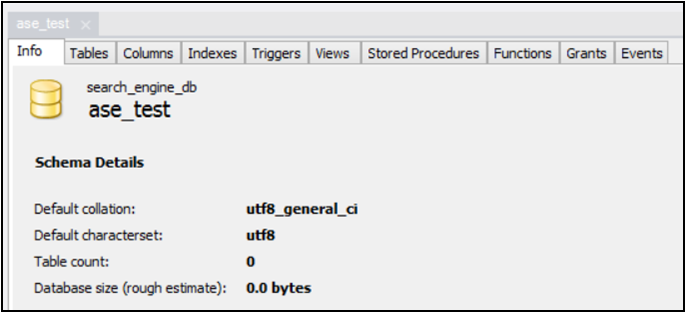 ase_test ×
Info Tables Columns Indexes Triggers Views Stored Procedures Functions Grants Events
search_engine_db
ase_test
Schema Details
Default collation: utf8_general_ci
Default characterset: utf8
Table count: 0
Database size (rough estimate): 0.0 bytes